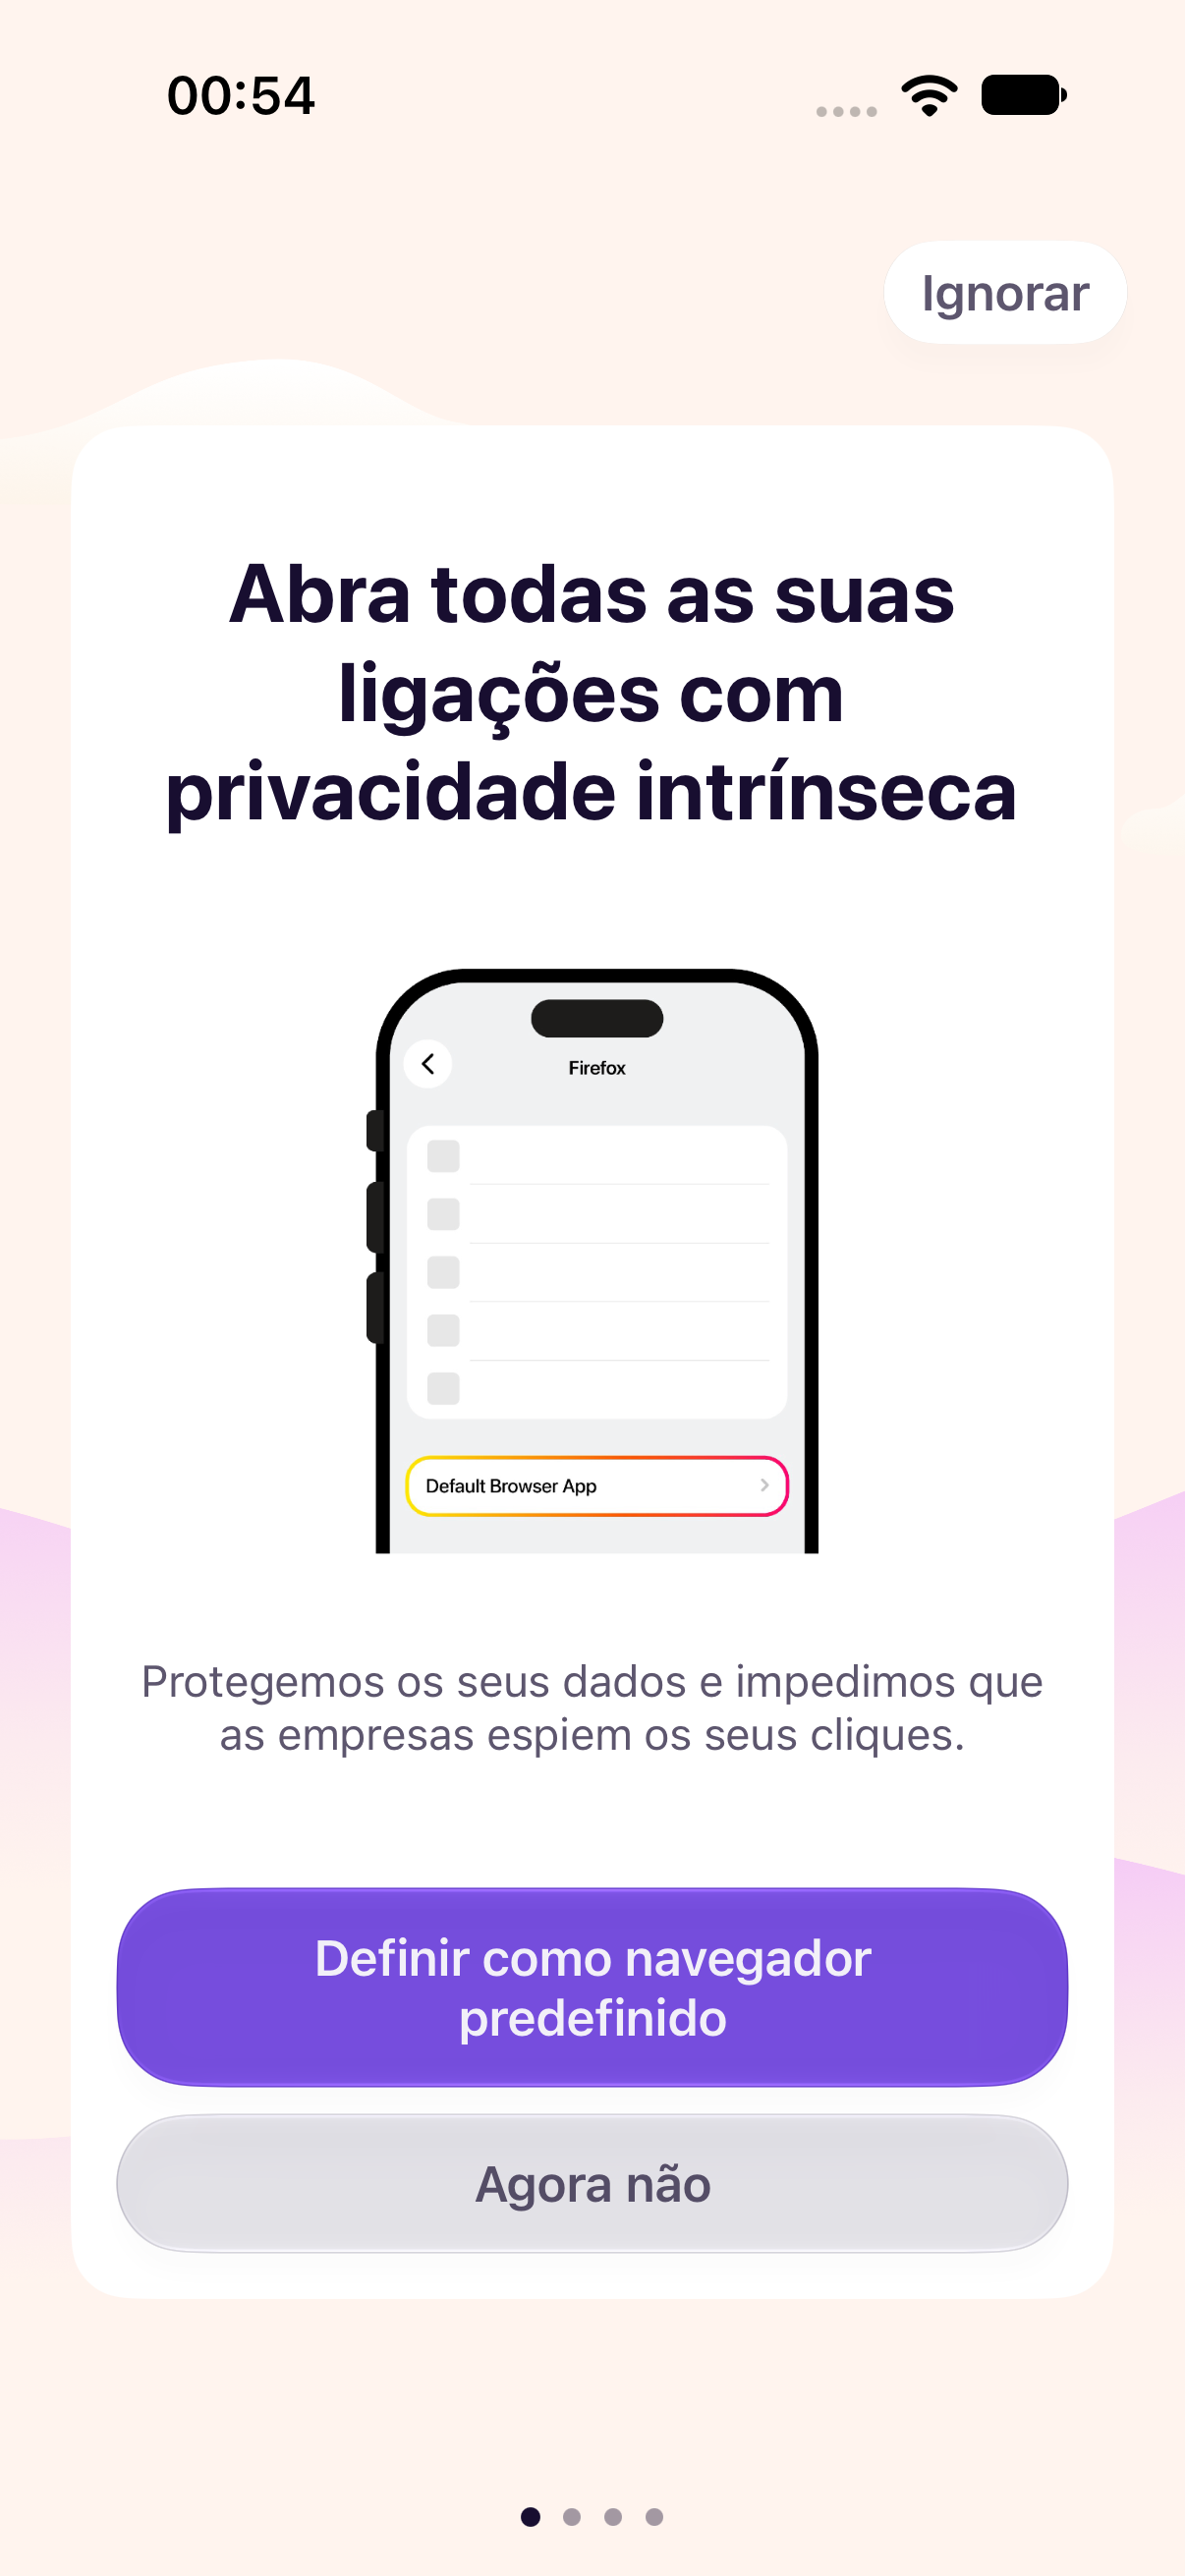 00:54
Ignorar
Abra todas as suas
ligações com
privacidade intrínseca
Firefox
Default Browser App
Protegemos os seus dados e impedimos que
as empresas espiem os seus cliques.
Definir como navegador
predefinido
Agora não